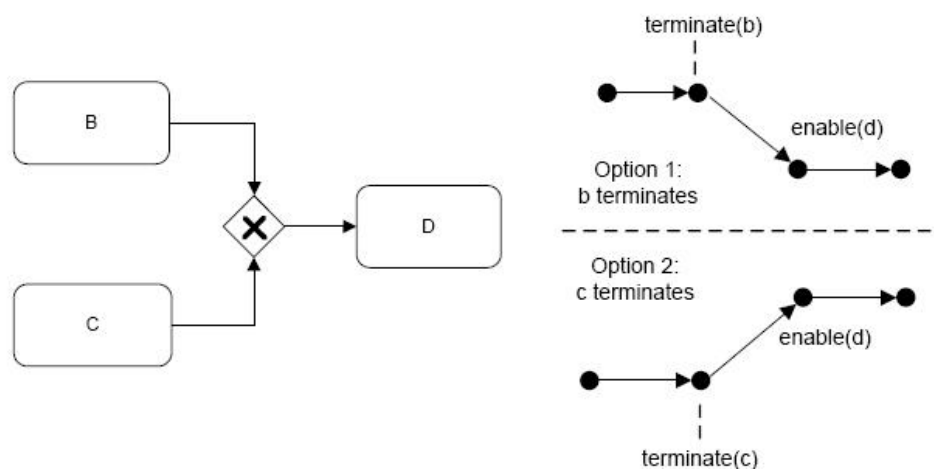 B
C
D
terminate(b)
enable(d)
Option 1:
b terminates
Option 2:
c terminates
enable(d)
terminate(c)